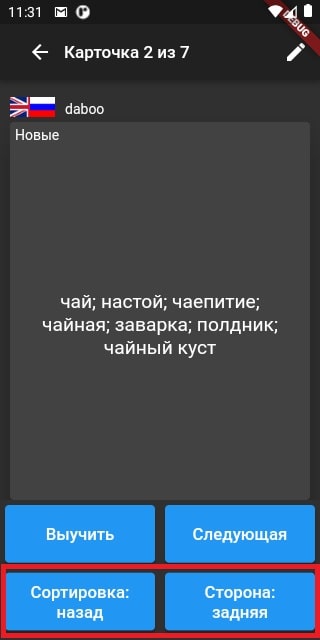 11:31
DEBUG
Карточка 2 из 7
daboo
Новые
чай; настой; чаепитие;
чайная; заварка; полдник;
чайный куст
Выучить
Следующая
Сортировка:
назад
Сторона:
задняя